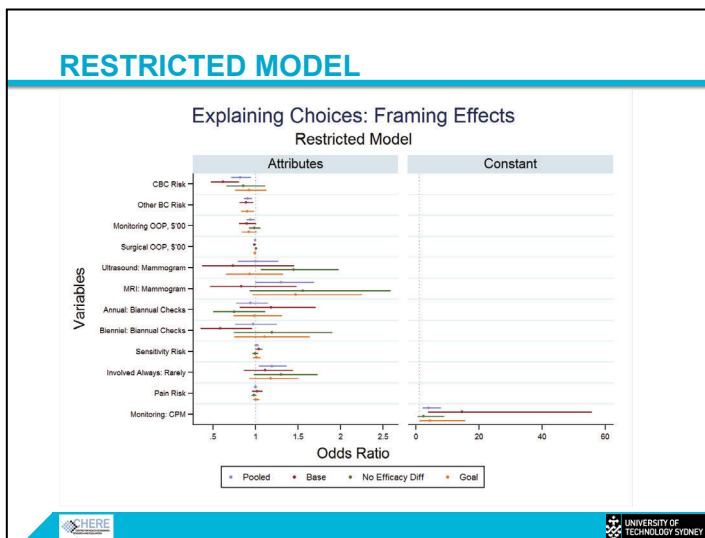 RESTRICTED MODEL
Explaining Choices: Framing Effects
Restricted Model
Attributes
Constant
Variables
CBC Risk
Other BC Risk
Monitoring OOP, $'00
Surgical OOP, $'00
Ultrasound: Mammogram
MRI: Mammogram
Annual: Biannual Checks
Bienniel: Biannual Checks
Sensitivity Risk
Involved Always: Rarely
Pain Risk
Monitoring: CPM
.5 1 1.5 2 2.5
0 20 40 60
Odds Ratio
Pooled Base No Efficacy Diff Goal
CHERE
UNIVERSITY OF
TECHNOLOGY SYDNEY